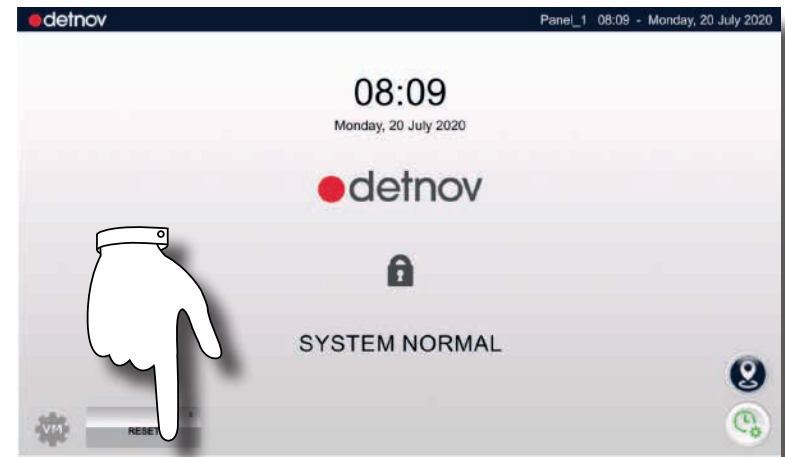 detnov
Panel_1 08:09 - Monday, 20 July 2020
08:09
Monday, 20 July 2020
detnov
SYSTEM NORMAL
VM
RESET